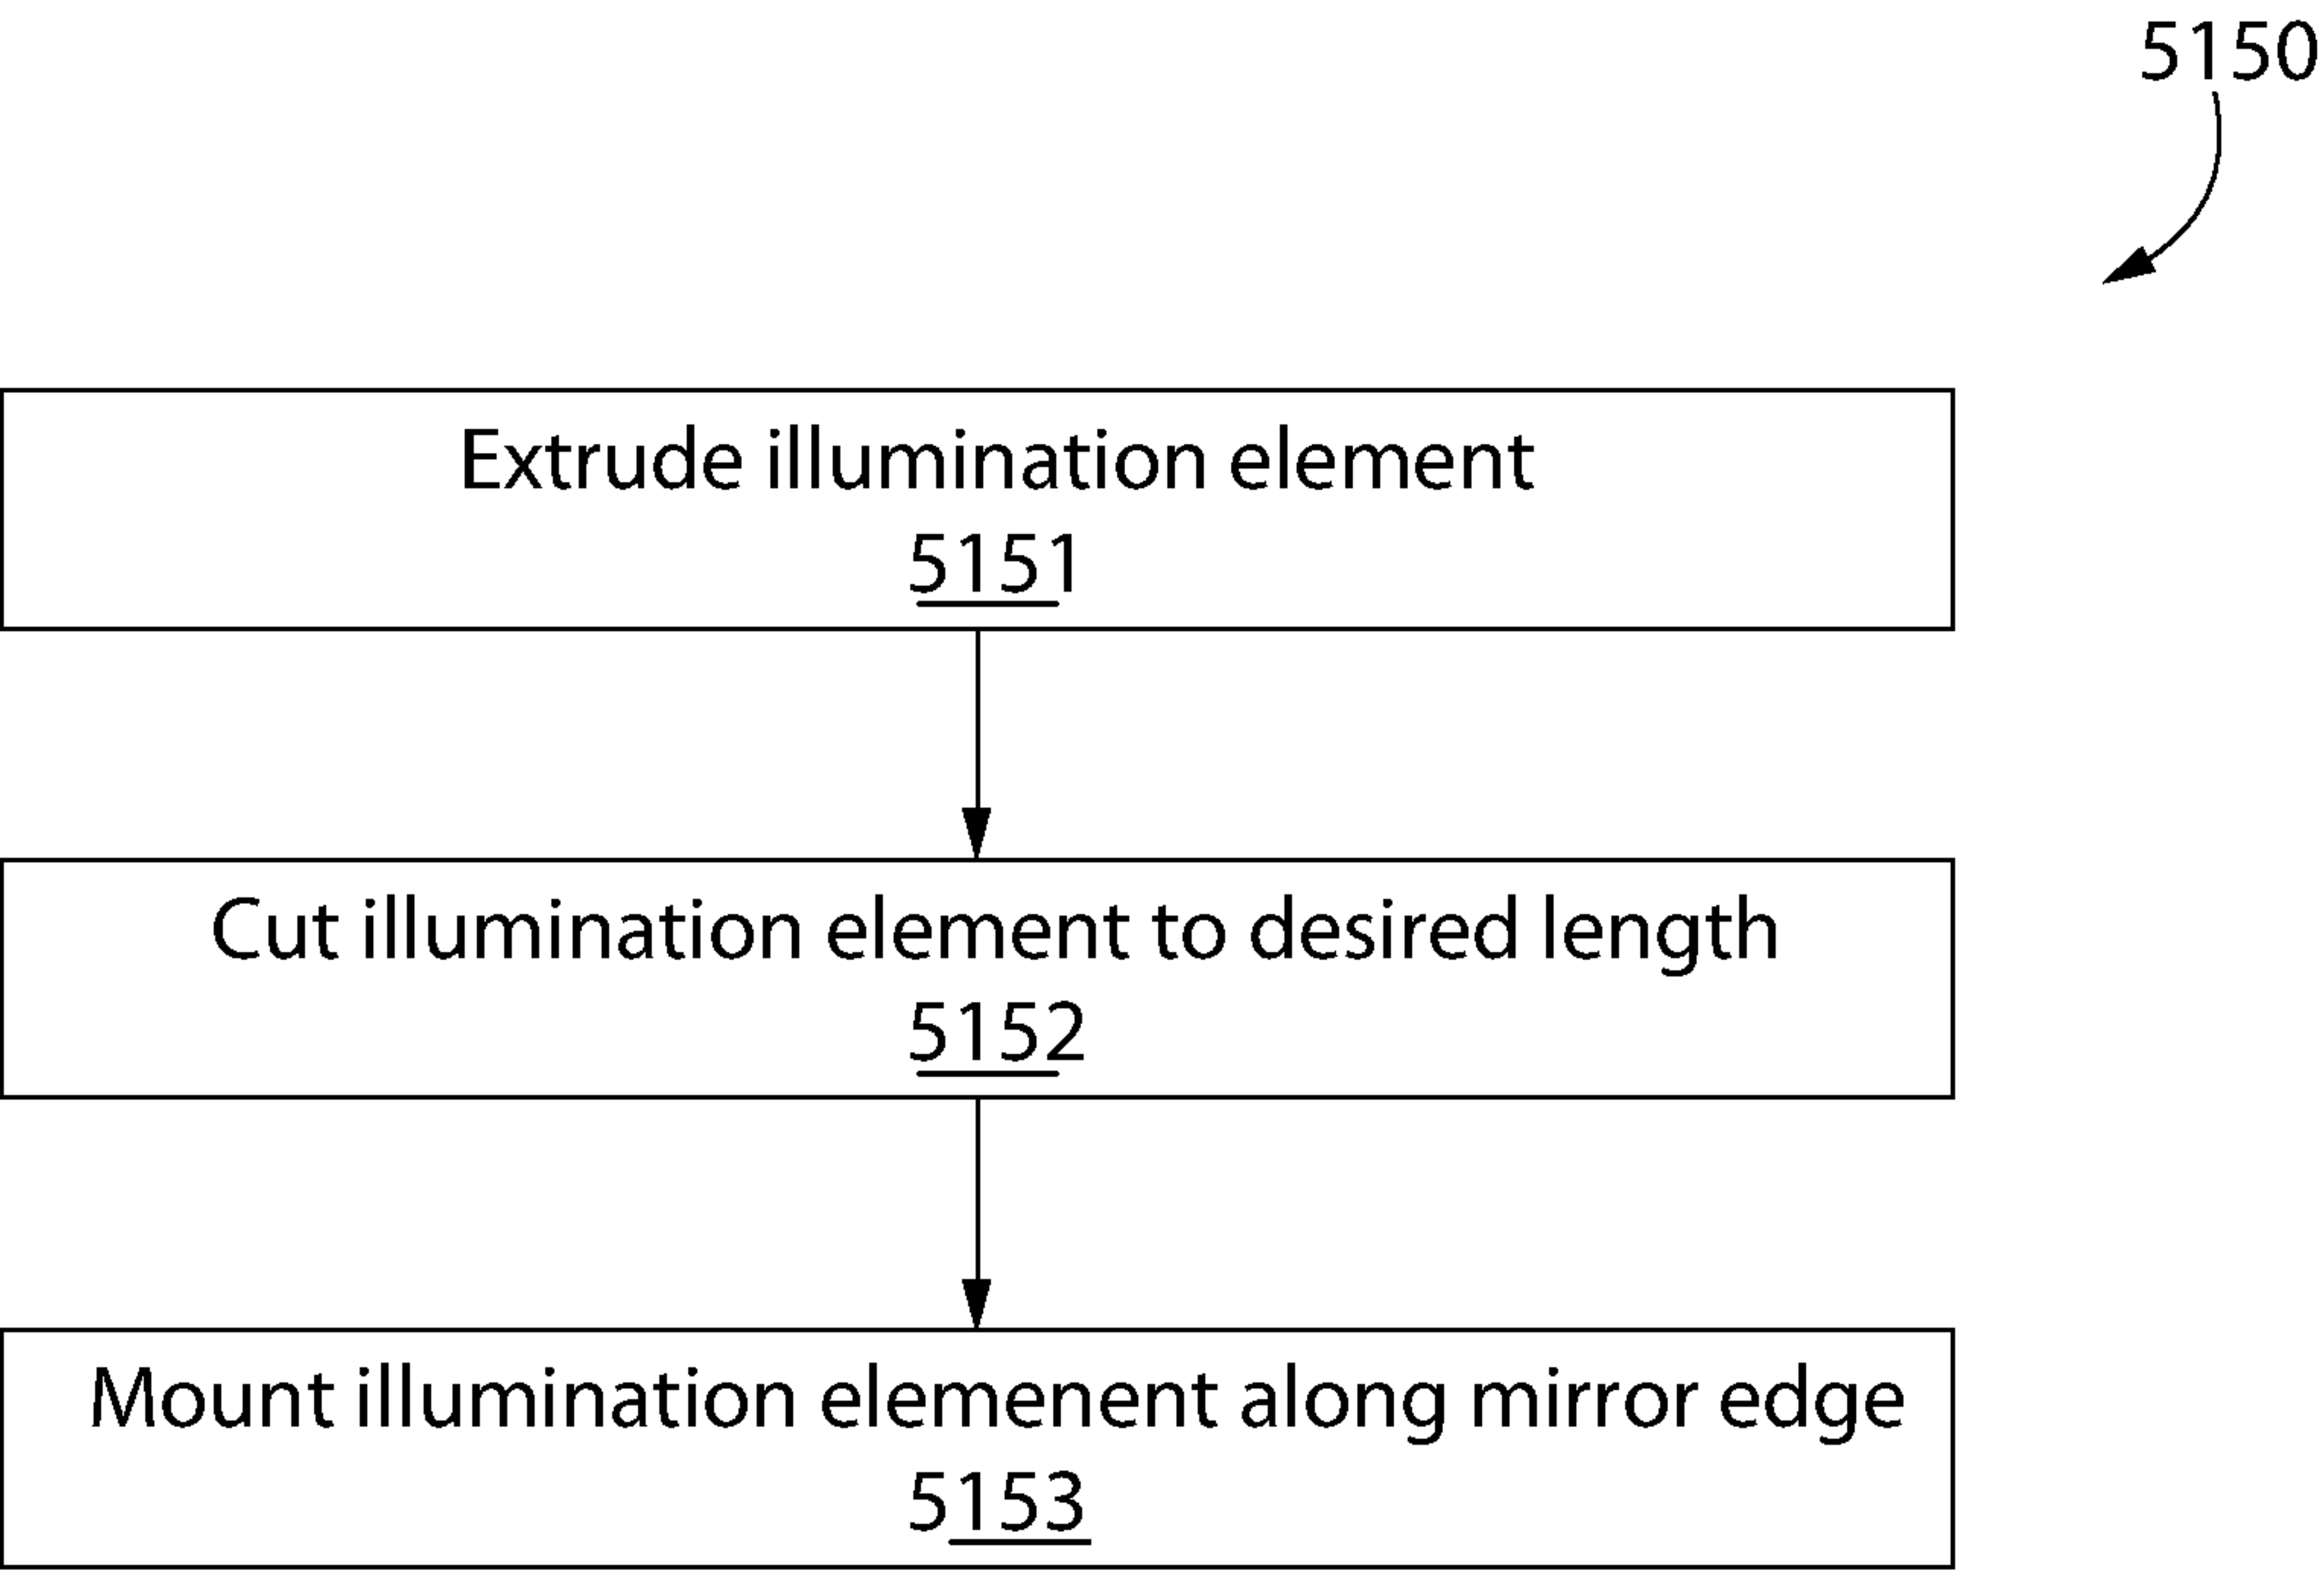 5150
Extrude illumination element
5151
Cut illumination element to desired length
5152
Mount illumination elemenent along mirror edge
5153